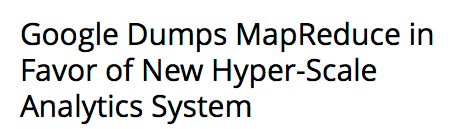 Google Dumps MapReduce in
Favor of New Hyper-Scale
Analytics System